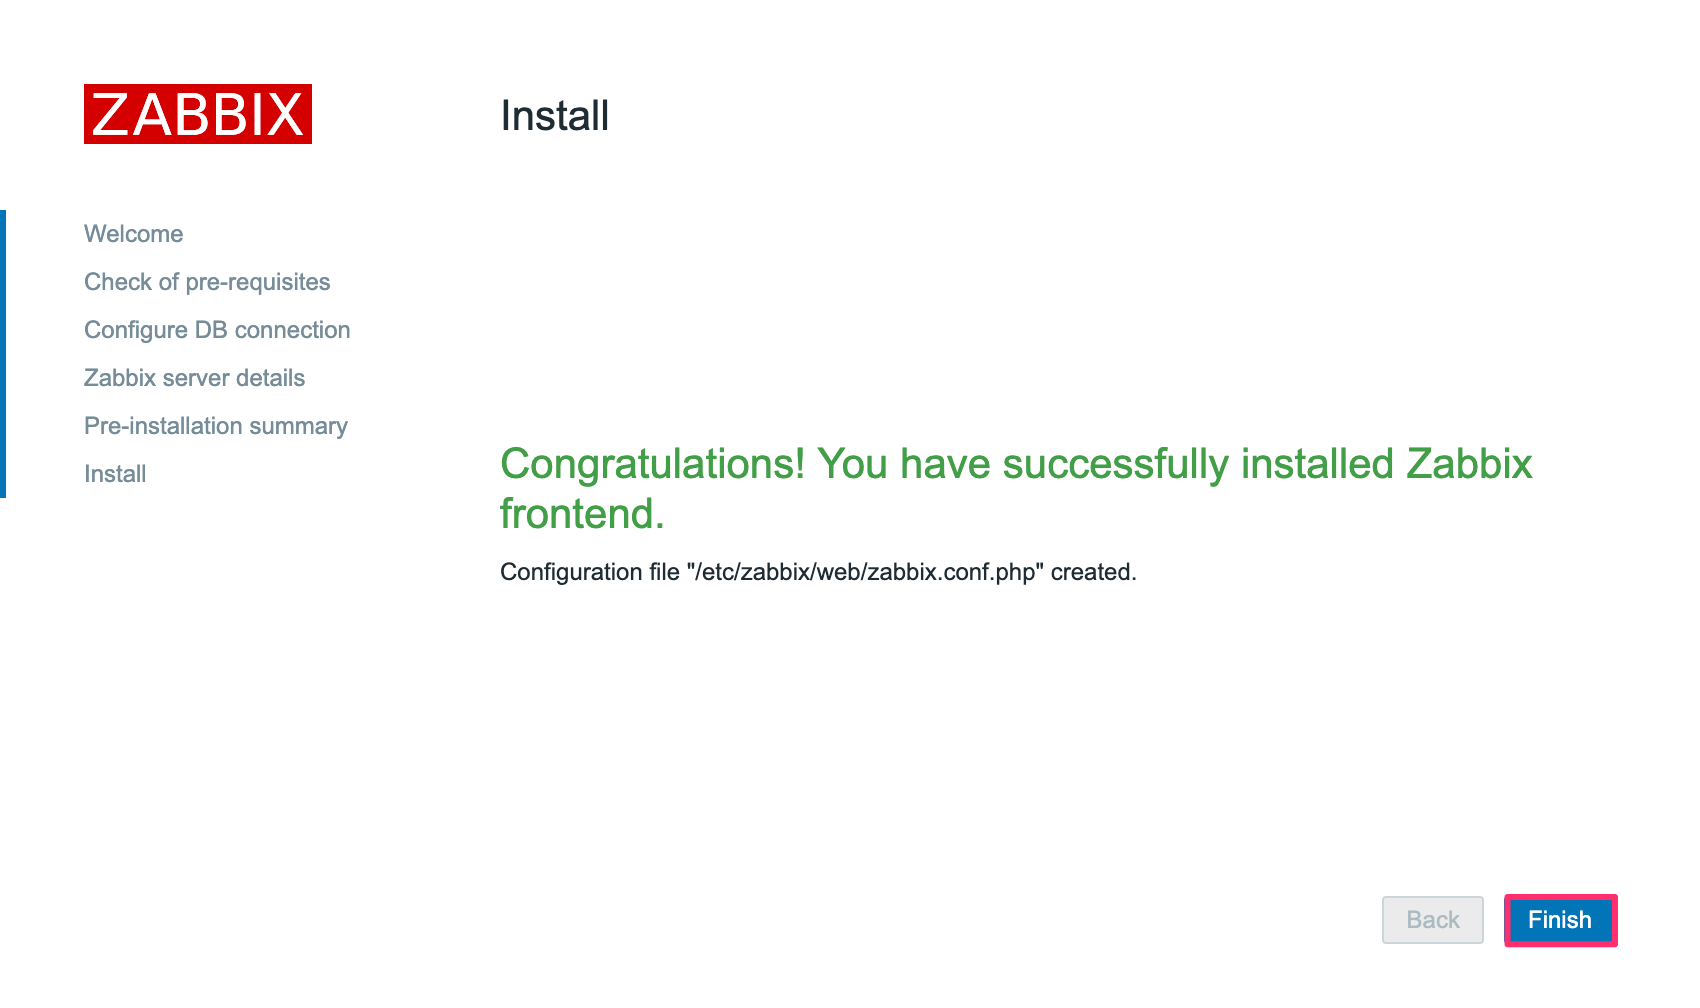 ZABBIX
Install
Welcome
Check of pre-requisites
Configure DB connection
Zabbix server details
Pre-installation summary
Install
Congratulations! You have successfully installed Zabbix
frontend.
Configuration file "/etc/zabbix/web/zabbix.conf.php" created.
Back
Finish